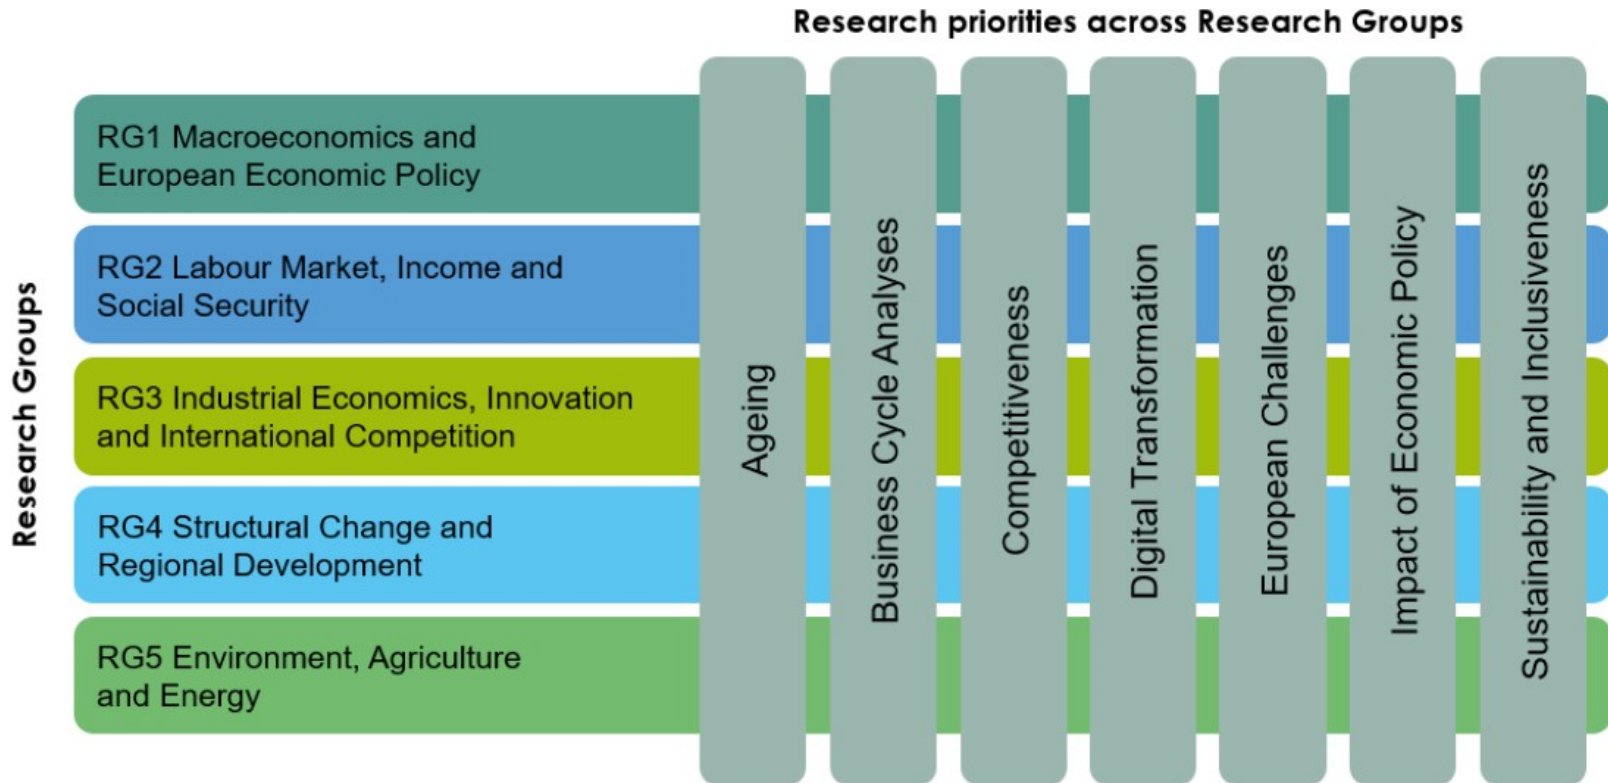 Research priorities across Research Groups
Research Groups
RG1 Macroeconomics and
European Economic Policy
RG2 Labour Market, Income and
Social Security
RG3 Industrial Economics, Innovation
and International Competition
RG4 Structural Change and
Regional Development
RG5 Environment, Agriculture
and Energy
Ageing
Business Cycle Analyses
Competitiveness
Digital Transformation
European Challenges
Impact of Economic Policy
Sustainability and Inclusiveness